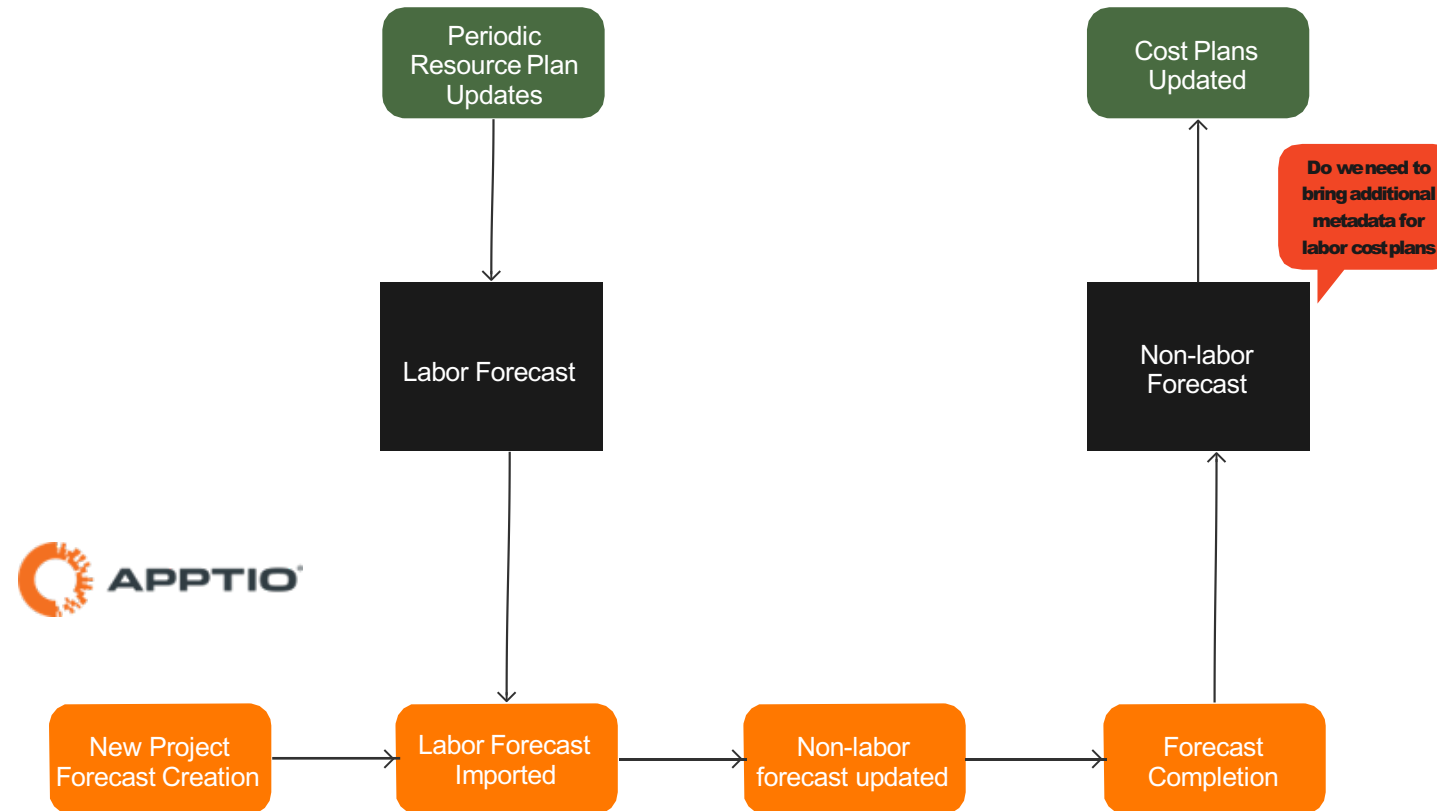 Periodic
Resource Plan
Updates
Cost Plans
Updated
Do we need to
bring additional
metadata for
labor cost plans
Labor Forecast
Non-labor
Forecast
APPTIO
New Project
Forecast Creation
Labor Forecast
Imported
Non-labor
forecast updated
Forecast
Completion